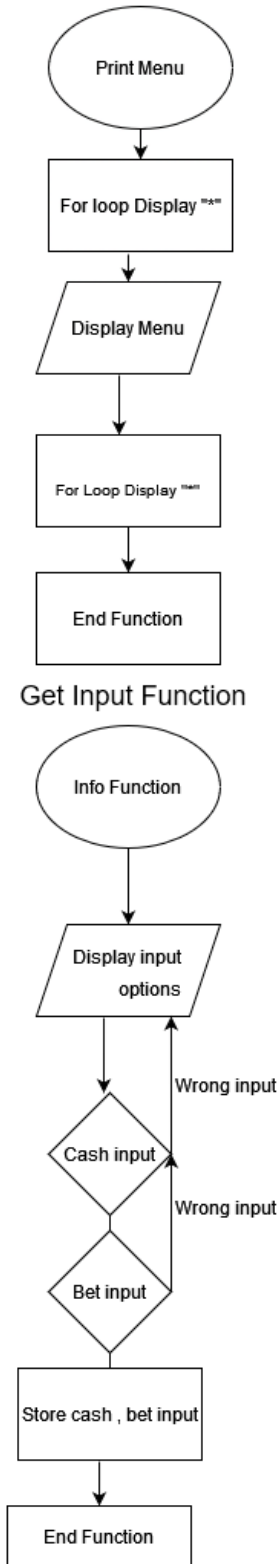 Print Menu
For loop Display "*"
Display Menu
For Loop Display "*"
End Function
Get Input Function
Info Function
Display input
options
Wrong input
Cash input
Wrong input
Bet input
Store cash , bet input
End Function